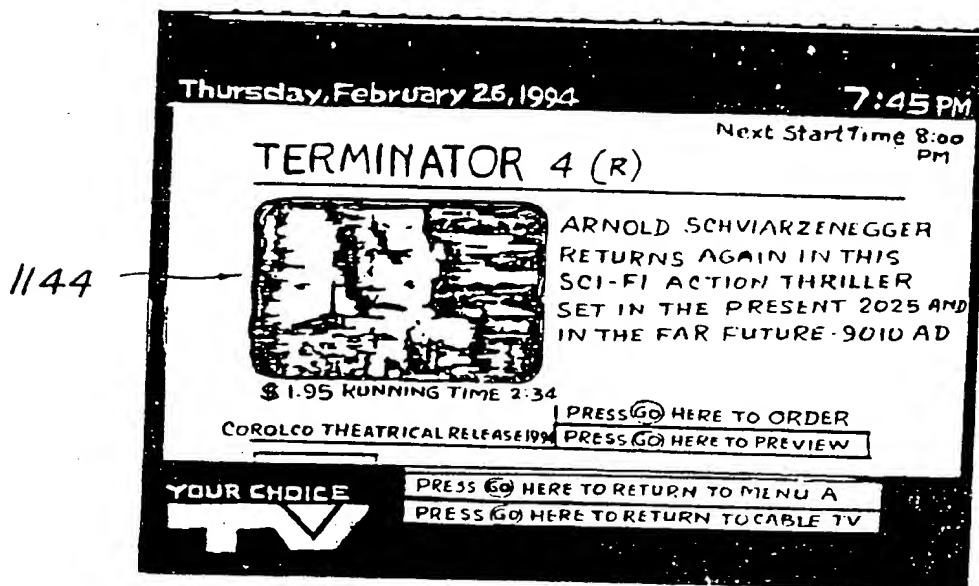 Thursday, February 26, 1994 7:45 PM
Next Start Time 8:00
PM
TERMINATOR 4 (R)
1144
ARNOLD SCHVIARZENEGGER
RETURNS AGAIN IN THIS
SCI-FI ACTION THRILLER
SET IN THE PRESENT 2025 AND
IN THE FAR FUTURE - 9010 AD
$ 1.95 RUNNING TIME 2:34
PRESS GO HERE TO ORDER
COROLCO THEATRICAL RELEASE 1994
PRESS GO HERE TO PREVIEW
YOUR CHOICE
TV
PRESS GO HERE TO RETURN TO MENU A
PRESS GO HERE TO RETURN TO CABLE TV